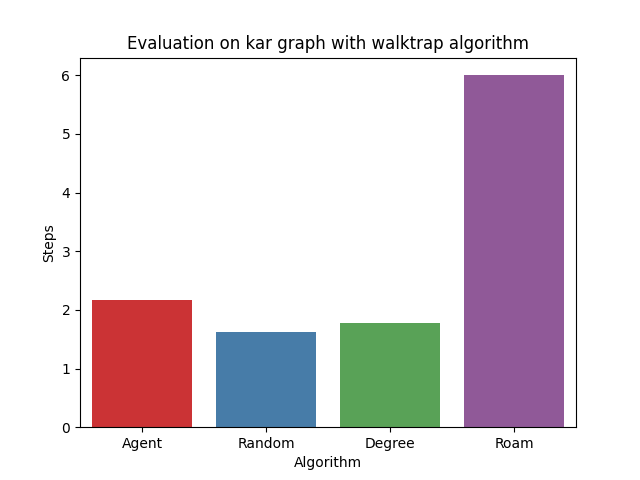 Evaluation on kar graph with walktrap algorithm
6
5
4
3
2
1
0
Steps
Agent Random Degree Roam
Algorithm